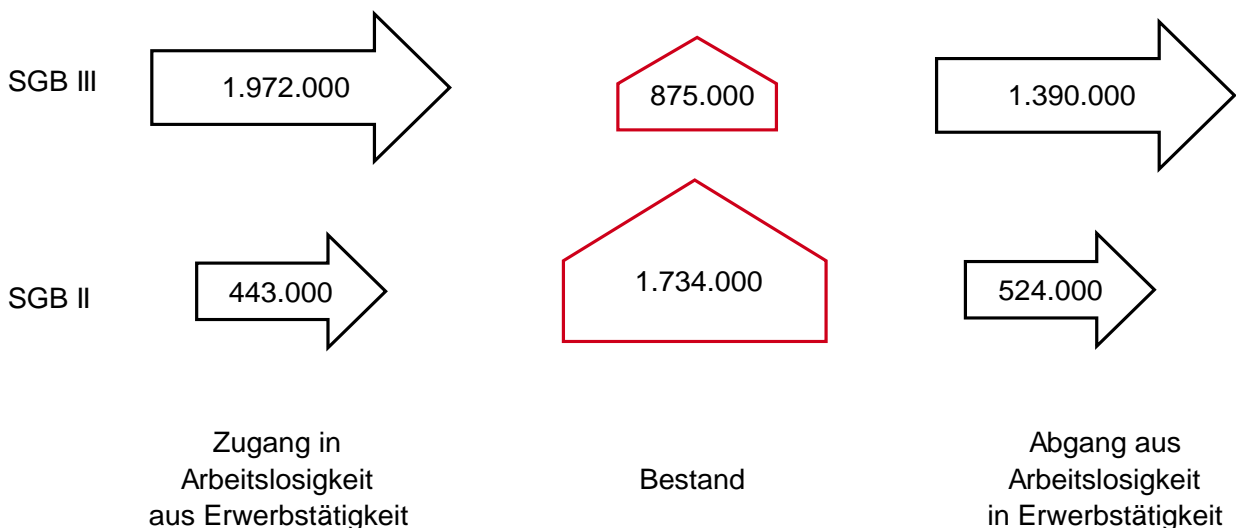 SGB III
1.972.000
875.000
1.390.000
SGB II
443.000
1.734.000
524.000
Zugang in
Arbeitslosigkeit
aus Erwerbstätigkeit
Bestand
Abgang aus
Arbeitslosigkeit
in Erwerbstätigkeit